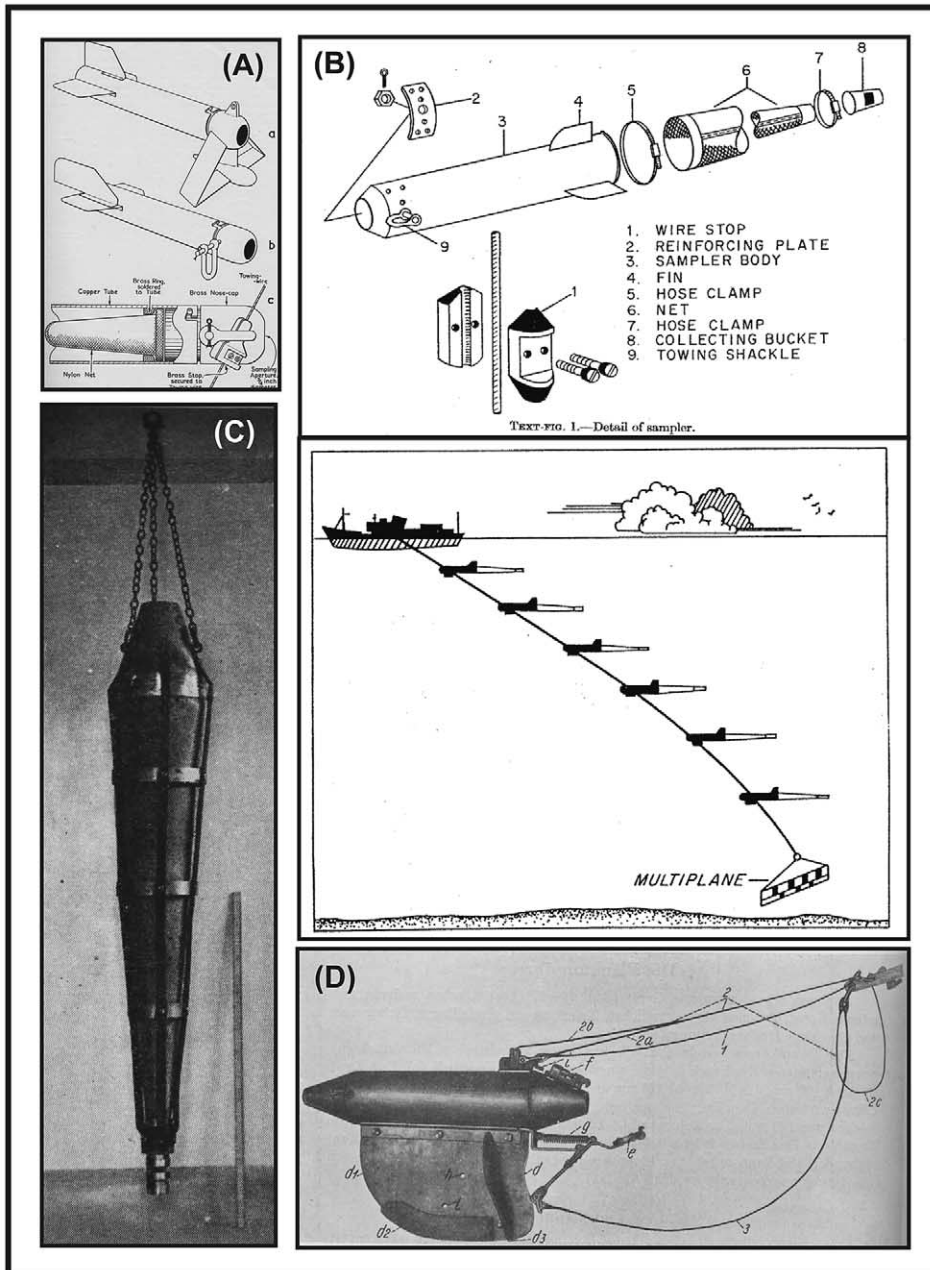 (A)
a
b
Towing-
wire
Brass Ring,
soldered
to Tube
Copper Tube
Brass Nose-cap
c
Nylon Net
Brass Stop,
secured to
Sampling
Aperture,
(B)
1
2
3
4
5
6
7
8
9
1. WIRE STOP
2. REINFORCING PLATE
3. SAMPLER BODY
4. FIN
5. HOSE CLAMP
6. NET
7. HOSE CLAMP
8. COLLECTING BUCKET
9. TOWING SHACKLE
TEXT-FIG. 1.—Detail of sampler.
(C)
MULTIPLANE
(D)
2
2b
2a
1
i
f
2c
g
e
d1
h
d
l
d2
d3
3